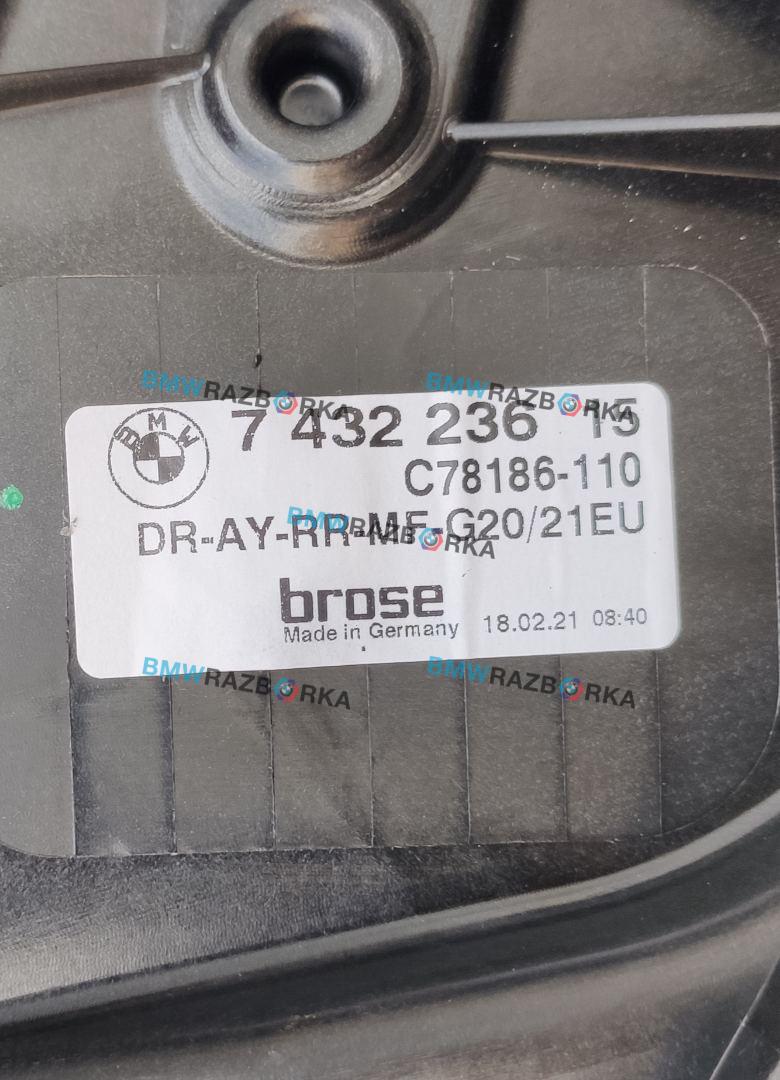 BMWRAZBORKA BMWRAZBORKA
BMW 7 432 236 15
C78186-110
DR-AY-RR-ME-G20/21EU
BMWRAZBORKA
brose
Made in Germany 18.02.21 08:40
BMWRAZBORKA BMWRAZBORKA